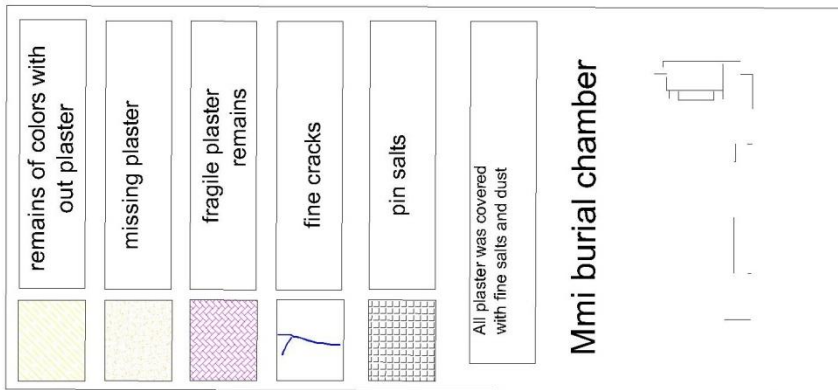 remains of colors with
out plaster
missing plaster
fragile plaster
remains
fine cracks
pin salts
All plaster was covered
with fine salts and dust
Mmi burial chamber